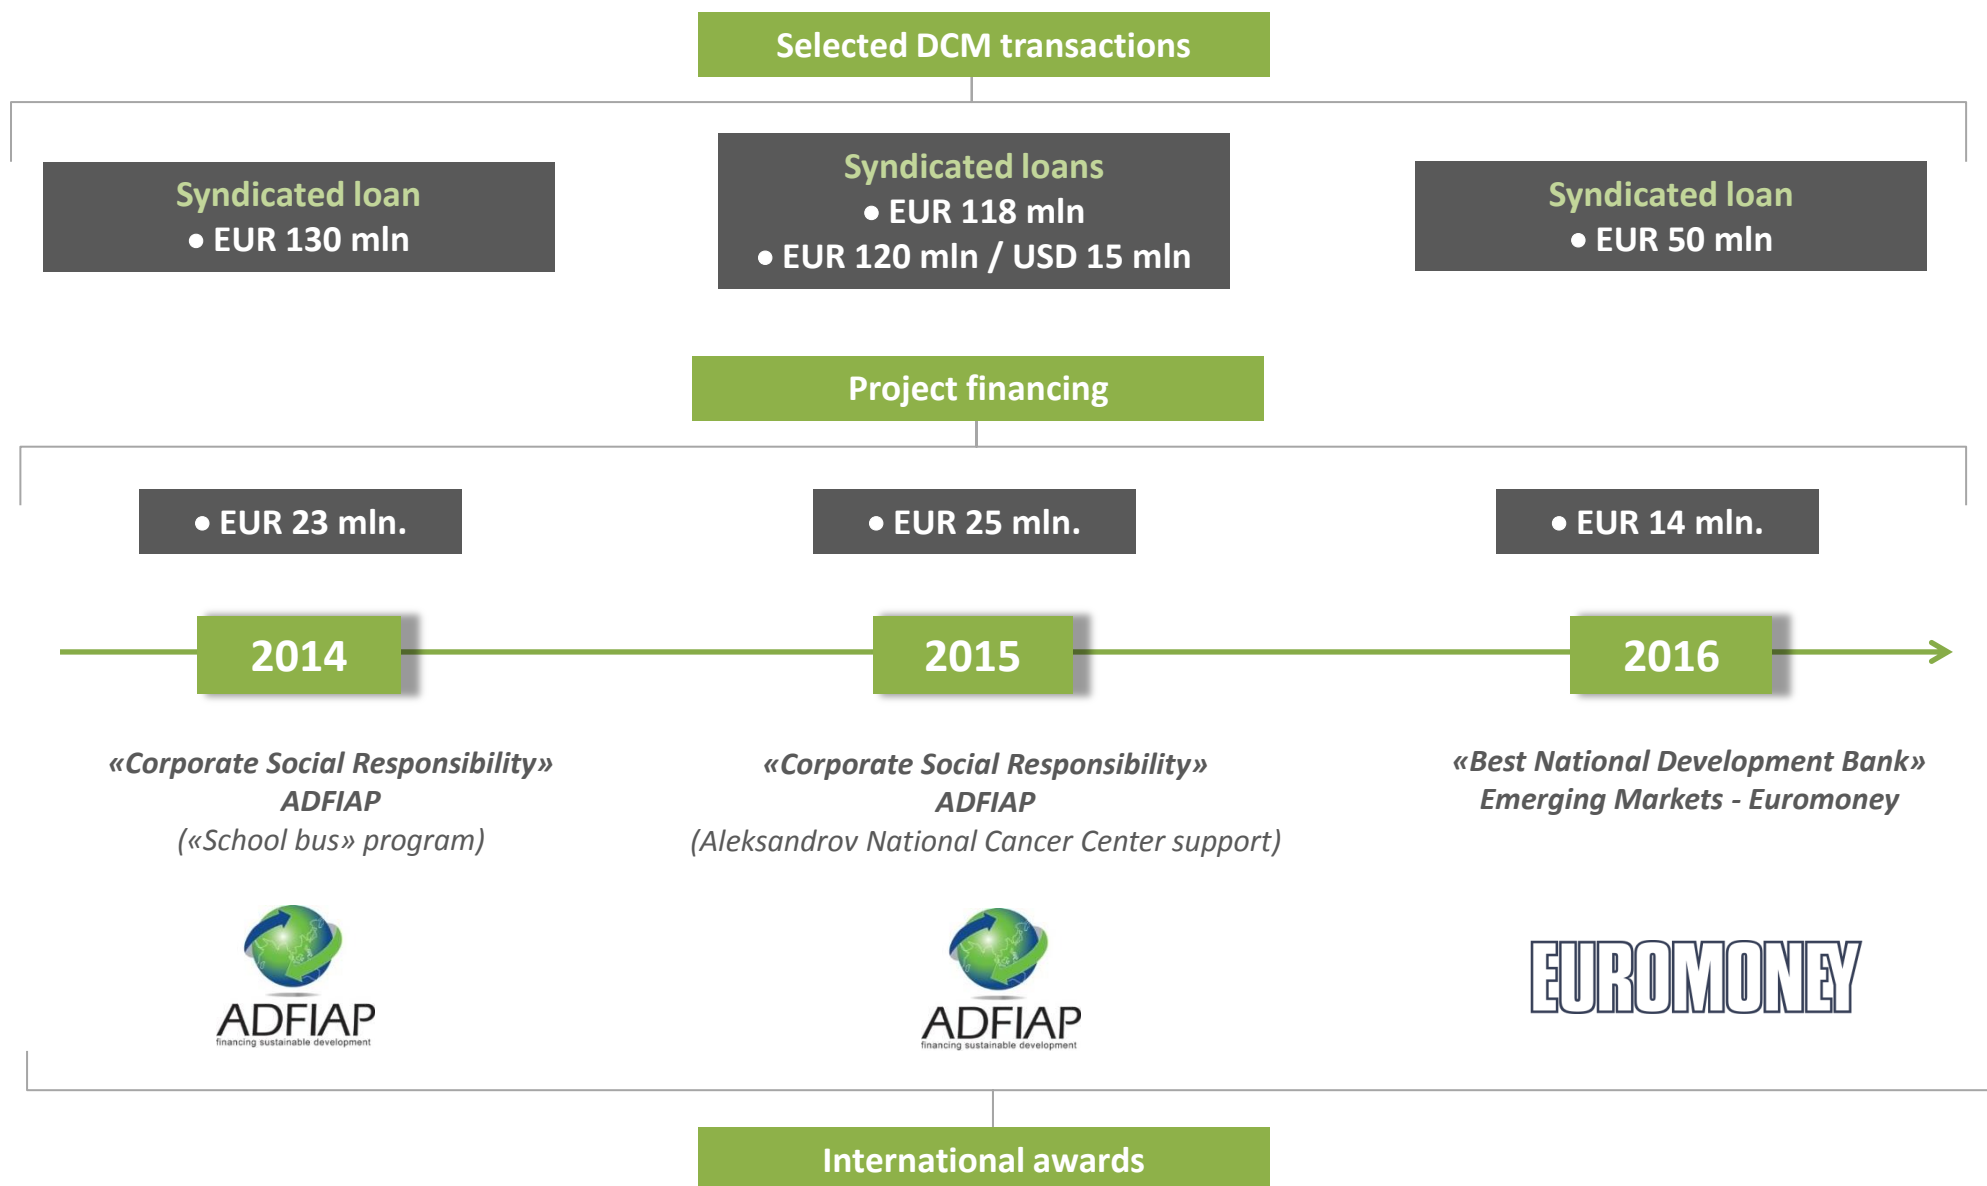 Selected DCM transactions
Syndicated loan
• EUR 130 mln
Syndicated loans
• EUR 118 mln
• EUR 120 mln / USD 15 mln
Syndicated loan
• EUR 50 mln
Project financing
• EUR 23 mln.
• EUR 25 mln.
• EUR 14 mln.
2014
2015
2016
«Corporate Social Responsibility»
ADFIAP
(«School bus» program)
«Corporate Social Responsibility»
ADFIAP
(Aleksandrov National Cancer Center support)
«Best National Development Bank»
Emerging Markets - Euromoney
ADFIAP
financing sustainable development
ADFIAP
financing sustainable development
EUROMONEY
International awards